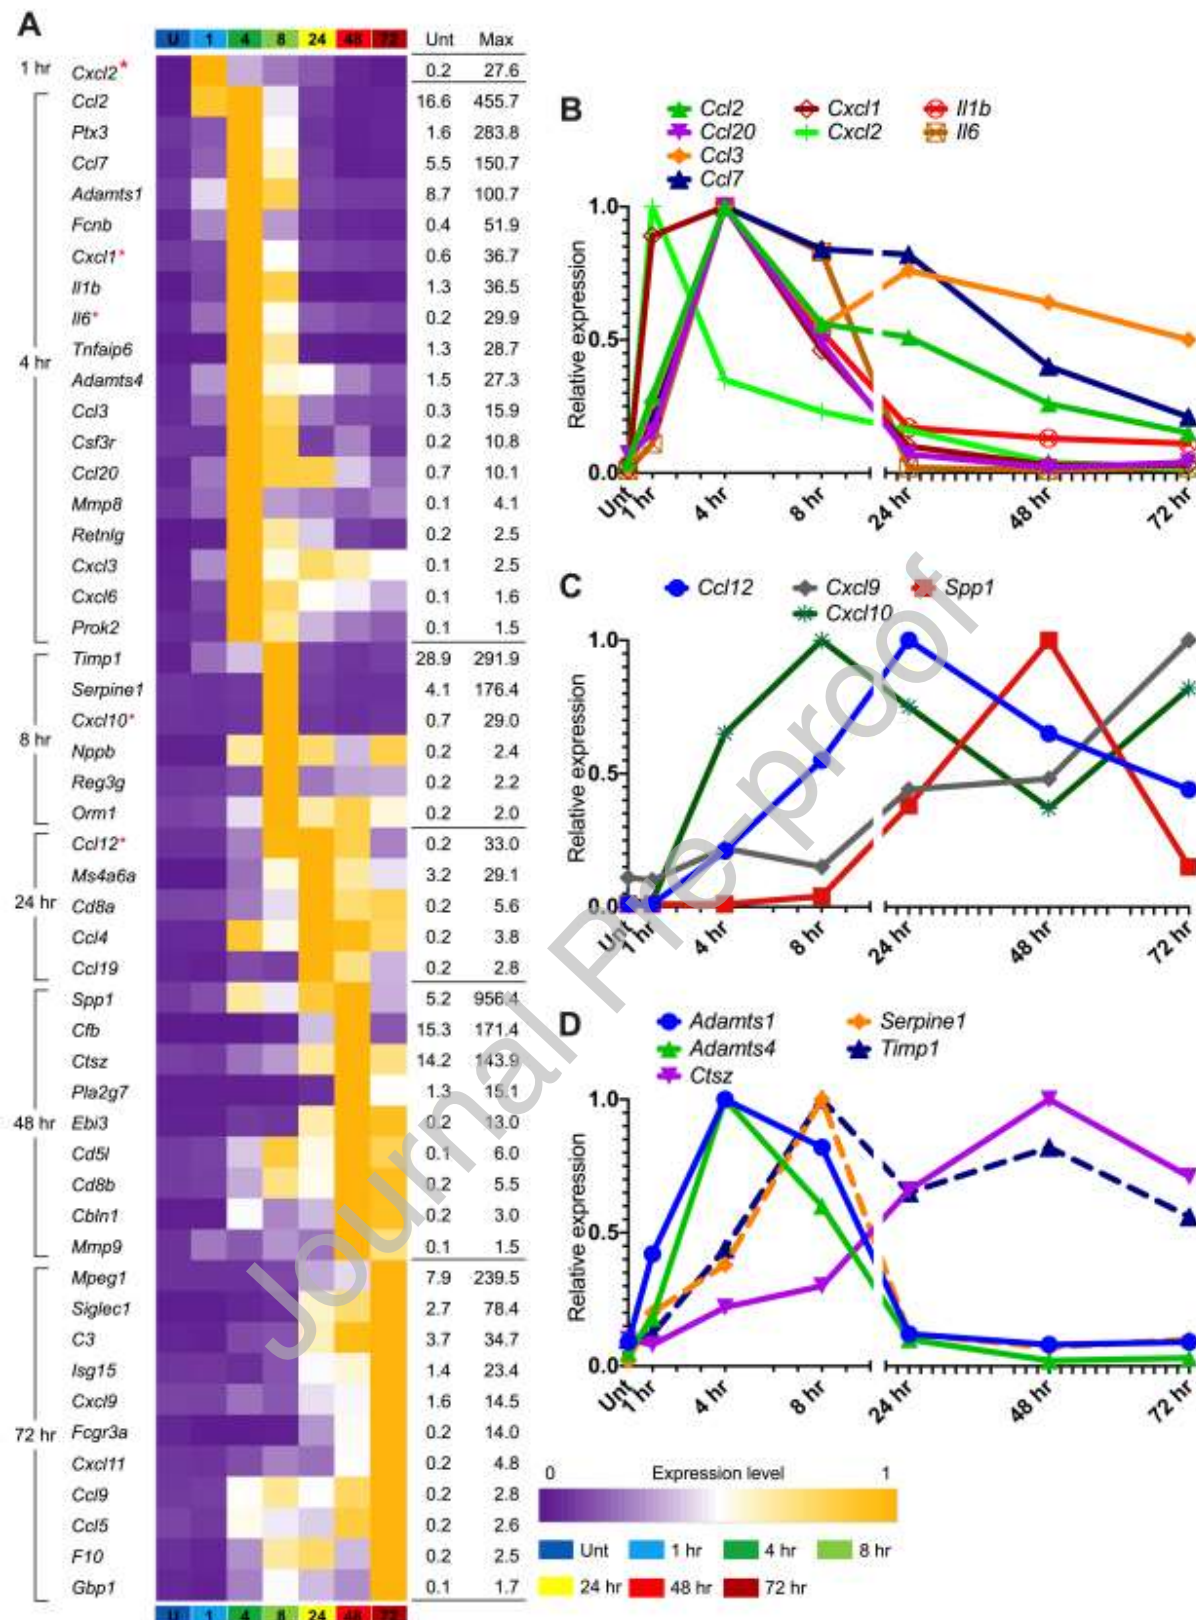 A
U 1 4 8 24 48 72 Unt Max
1 hr Cxcl2* 0.2 27.6
4 hr
Ccl2 16.6 455.7
Ptx3 1.6 283.8
Ccl7 5.5 150.7
Adamts1 8.7 100.7
Fcnb 0.4 51.9
Cxcl1* 0.6 36.7
Il1b 1.3 36.5
Il6* 0.2 29.9
Tnfaip6 1.3 28.7
Adamts4 1.5 27.3
Ccl3 0.3 15.9
Csf3r 0.2 10.8
Ccl20 0.7 10.1
Mmp8 0.1 4.1
Retnlg 0.2 2.5
Cxcl3 0.1 2.5
Cxcl6 0.1 1.6
Prok2 0.1 1.5
8 hr
Timp1 28.9 291.9
Serpine1 4.1 176.4
Cxcl10* 0.7 29.0
Nppb 0.2 2.4
Reg3g 0.2 2.2
Orm1 0.2 2.0
24 hr
Ccl12* 0.2 33.0
Ms4a6a 3.2 29.1
Cd8a 0.2 5.6
Ccl4 0.2 3.8
Ccl19 0.2 2.8
48 hr
Spp1 5.2 956.4
Cfb 15.3 171.4
Ctsz 14.2 143.9
Pla2g7 1.3 15.1
Ebi3 0.2 13.0
Cd5l 0.1 6.0
Cd8b 0.2 5.5
Cbln1 0.2 3.0
Mmp9 0.1 1.5
72 hr
Mpeg1 7.9 239.5
Siglec1 2.7 78.4
C3 3.7 34.7
Isg15 1.4 23.4
Cxcl9 1.6 14.5
Fcgr3a 0.2 14.0
Cxcl11 0.2 4.8
Ccl9 0.2 2.8
Ccl5 0.2 2.6
F10 0.2 2.5
Gbp1 0.1 1.7
U 1 4 8 24 48 72
B
Ccl2 Cxcl1 Il1b
Ccl20 Cxcl2 Il6
Ccl3
Ccl7
Relative expression
1.0
0.5
0.0
Unt 1 hr 4 hr 8 hr 24 hr 48 hr 72 hr
C
Ccl12 Cxcl9 Spp1
Cxcl10
Relative expression
1.0
0.5
0.0
Unt 1 hr 4 hr 8 hr 24 hr 48 hr 72 hr
D
Adamts1 Serpine1
Adamts4 Timp1
Ctsz
Relative expression
1.0
0.5
0.0
Unt 1 hr 4 hr 8 hr 24 hr 48 hr 72 hr
0 Expression level 1
Unt 1 hr 4 hr 8 hr
24 hr 48 hr 72 hr
Journal Pre-proof